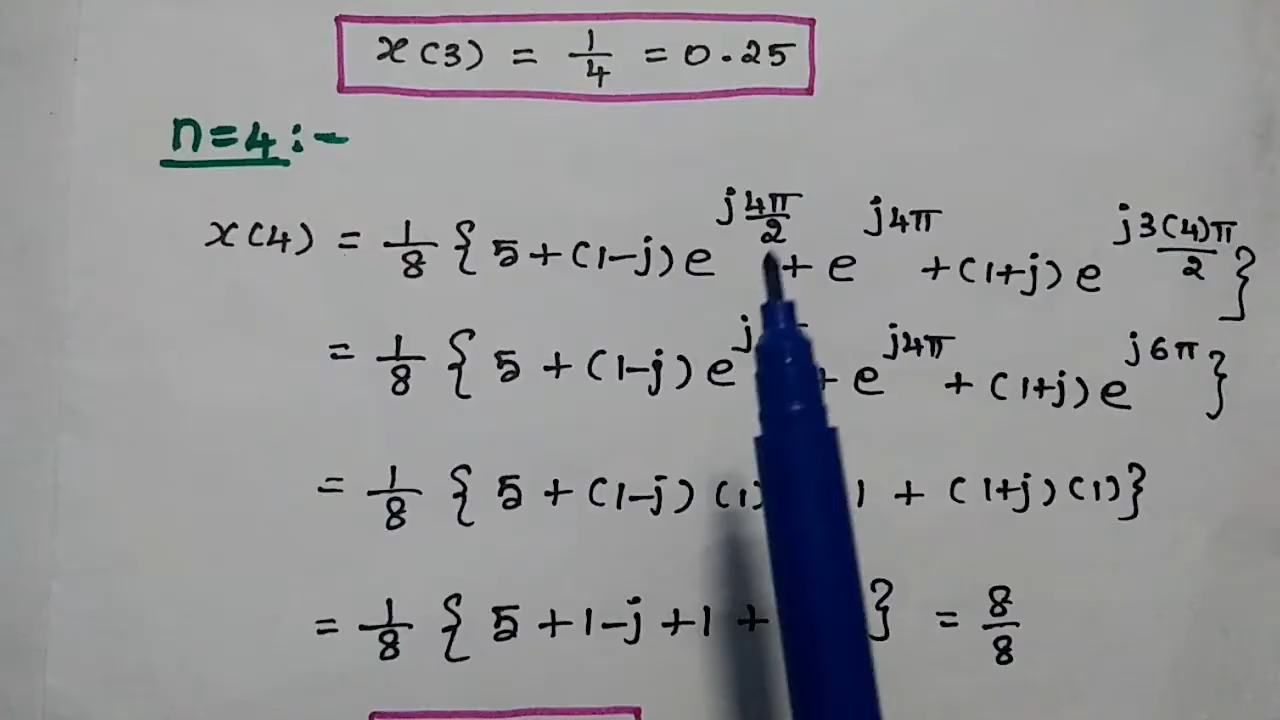 x(3) = 1/4 = 0.25
n=4:-
x(4) = 1/8 { 5+(1-j)e^{j4π/2} + e^{j4π} +(1+j)e^{j3(4)π/2} }
= 1/8 { 5+(1-j)e^{j + e^{j4π} +(1+j)e^{j6π} }
= 1/8 { 5+(1-j)(1) 1 + (1+j)(1)}
= 1/8 { 5+1-j+1+ } = 8/8